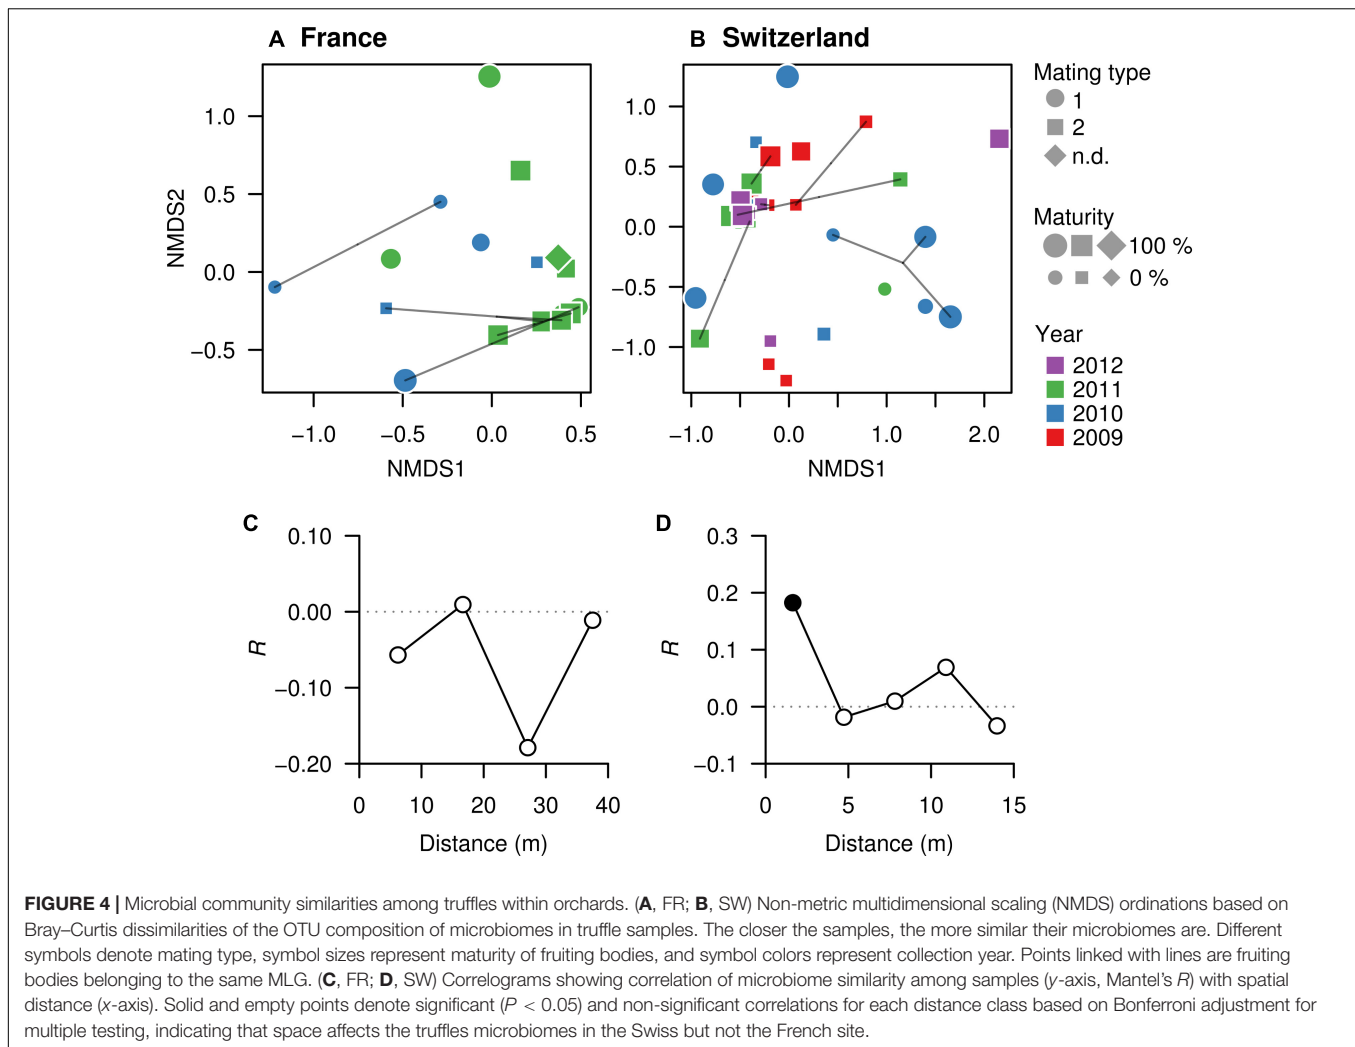 A France
B Switzerland
1.0
0.5
0.0
−0.5
NMDS2
−1.0
−0.5
0.0
0.5
NMDS1
1.0
0.5
0.0
−0.5
−1.0
−1.0
0.0
1.0
2.0
NMDS1
Mating type
1
2
n.d.
Maturity
100 %
0 %
Year
2012
2011
2010
2009
C
0.10
0.00
−0.10
−0.20
R
0
10
20
30
40
Distance (m)
D
0.3
0.2
0.1
0.0
−0.1
R
0
5
10
15
Distance (m)
FIGURE 4 | Microbial community similarities among truffles within orchards. (A, FR; B, SW) Non-metric multidimensional scaling (NMDS) ordinations based on
Bray–Curtis dissimilarities of the OTU composition of microbiomes in truffle samples. The closer the samples, the more similar their microbiomes are. Different
symbols denote mating type, symbol sizes represent maturity of fruiting bodies, and symbol colors represent collection year. Points linked with lines are fruiting
bodies belonging to the same MLG. (C, FR; D, SW) Correlograms showing correlation of microbiome similarity among samples (y-axis, Mantel's R) with spatial
distance (x-axis). Solid and empty points denote significant (P < 0.05) and non-significant correlations for each distance class based on Bonferroni adjustment for
multiple testing, indicating that space affects the truffles microbiomes in the Swiss but not the French site.